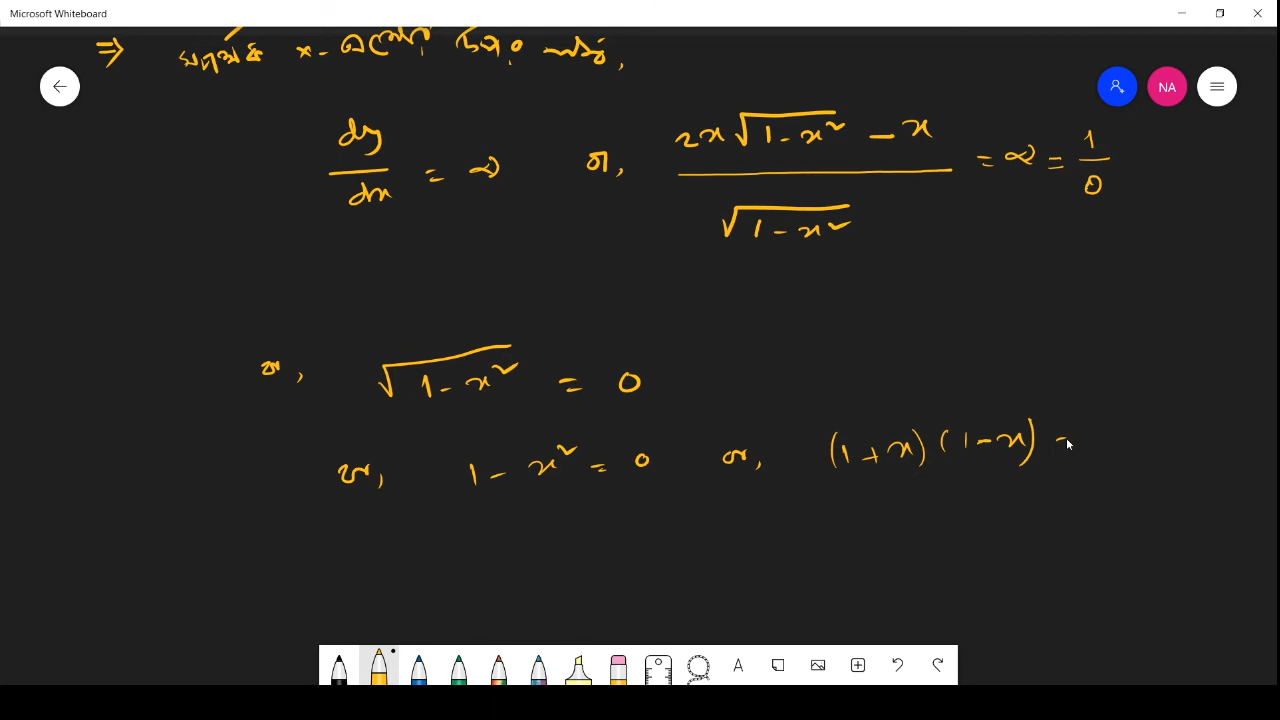 Microsoft Whiteboard
⇒ x-
NA
dy/dx = ∞ বা, (2x√(1-x²) - x)/√(1-x²) = ∞ = 1/0
বা, √(1-x²) = 0
বা, 1-x² = 0 বা, (1+x)(1-x) =